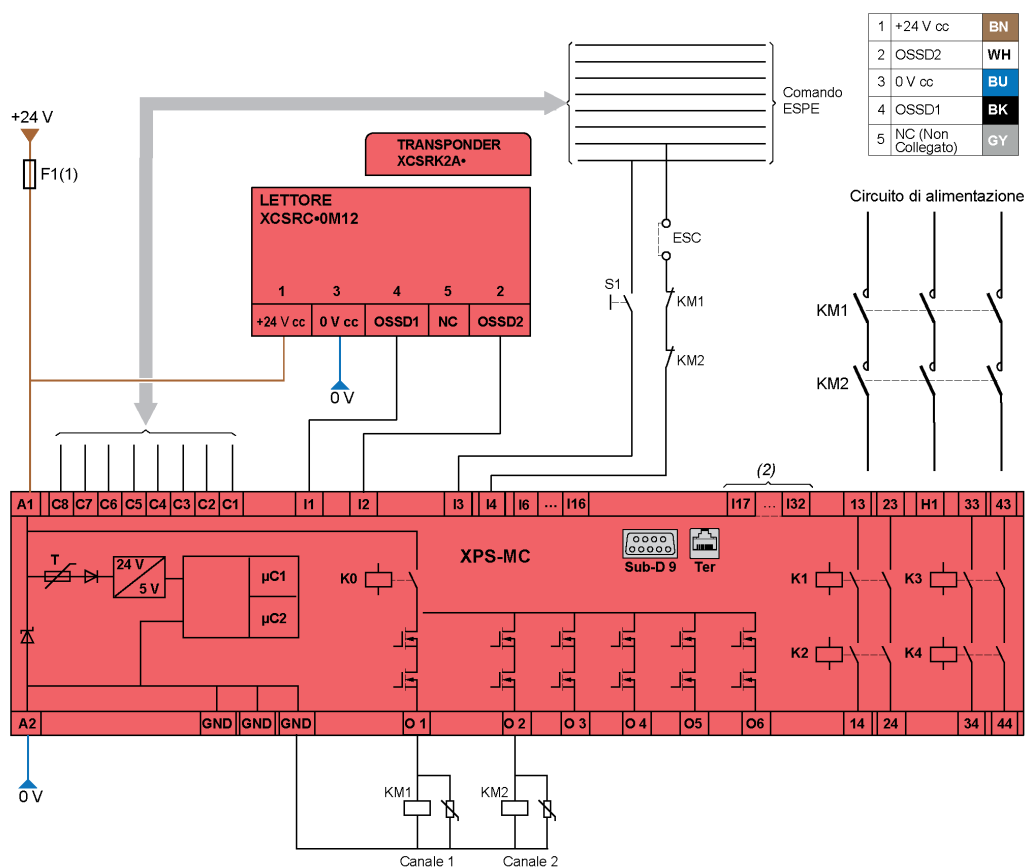 1 +24 V cc BN
2 OSSD2 WH
3 0 V cc BU
4 OSSD1 BK
5 NC (Non Collegato) GY
Comando
ESPE
+24 V
F1(1)
TRANSPONDER
XCSRK2A•
LETTORE
XCSRC•0M12
1 3 4 5 2
+24 V cc 0 V cc OSSD1 NC OSSD2
0 V
Circuito di alimentazione
ESC
S1
KM1
KM2
KM1
KM2
(2)
A1 C8 C7 C6 C5 C4 C3 C2 C1 I1 I2 I3 I4 I6 ... I16 I17 ... I32 13 23 H1 33 43
XPS-MC
Sub-D 9 Ter
T
24 V
5 V
µC1
µC2
K0
K1
K3
K2
K4
A2 GND GND GND O 1 O 2 O 3 O 4 O5 O6 14 24 34 44
0 V
KM1 KM2
Canale 1 Canale 2